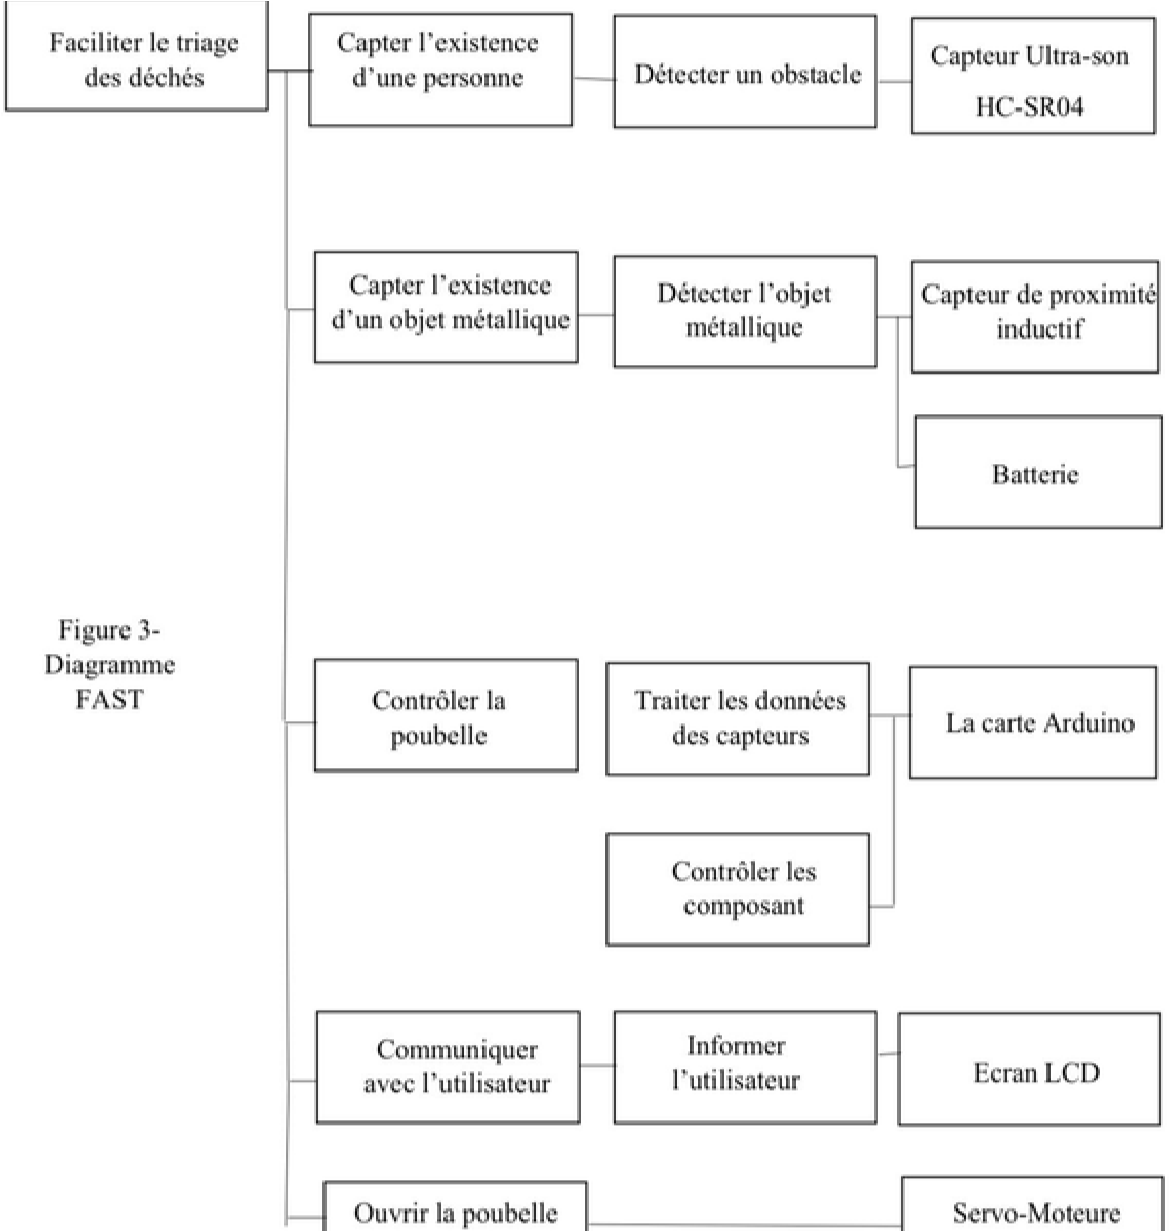 Faciliter le triage
des déchés
Capter l’existence
d’une personne
Détecter un obstacle
Capteur Ultra-son
HC-SR04
Capter l’existence
d’un objet métallique
Détecter l’objet
métallique
Capteur de proximité
inductif
Batterie
Figure 3-
Diagramme
FAST
Contrôler la
poubelle
Traiter les données
des capteurs
La carte Arduino
Contrôler les
composant
Communiquer
avec l’utilisateur
Informer
l’utilisateur
Ecran LCD
Ouvrir la poubelle
Servo-Moteure